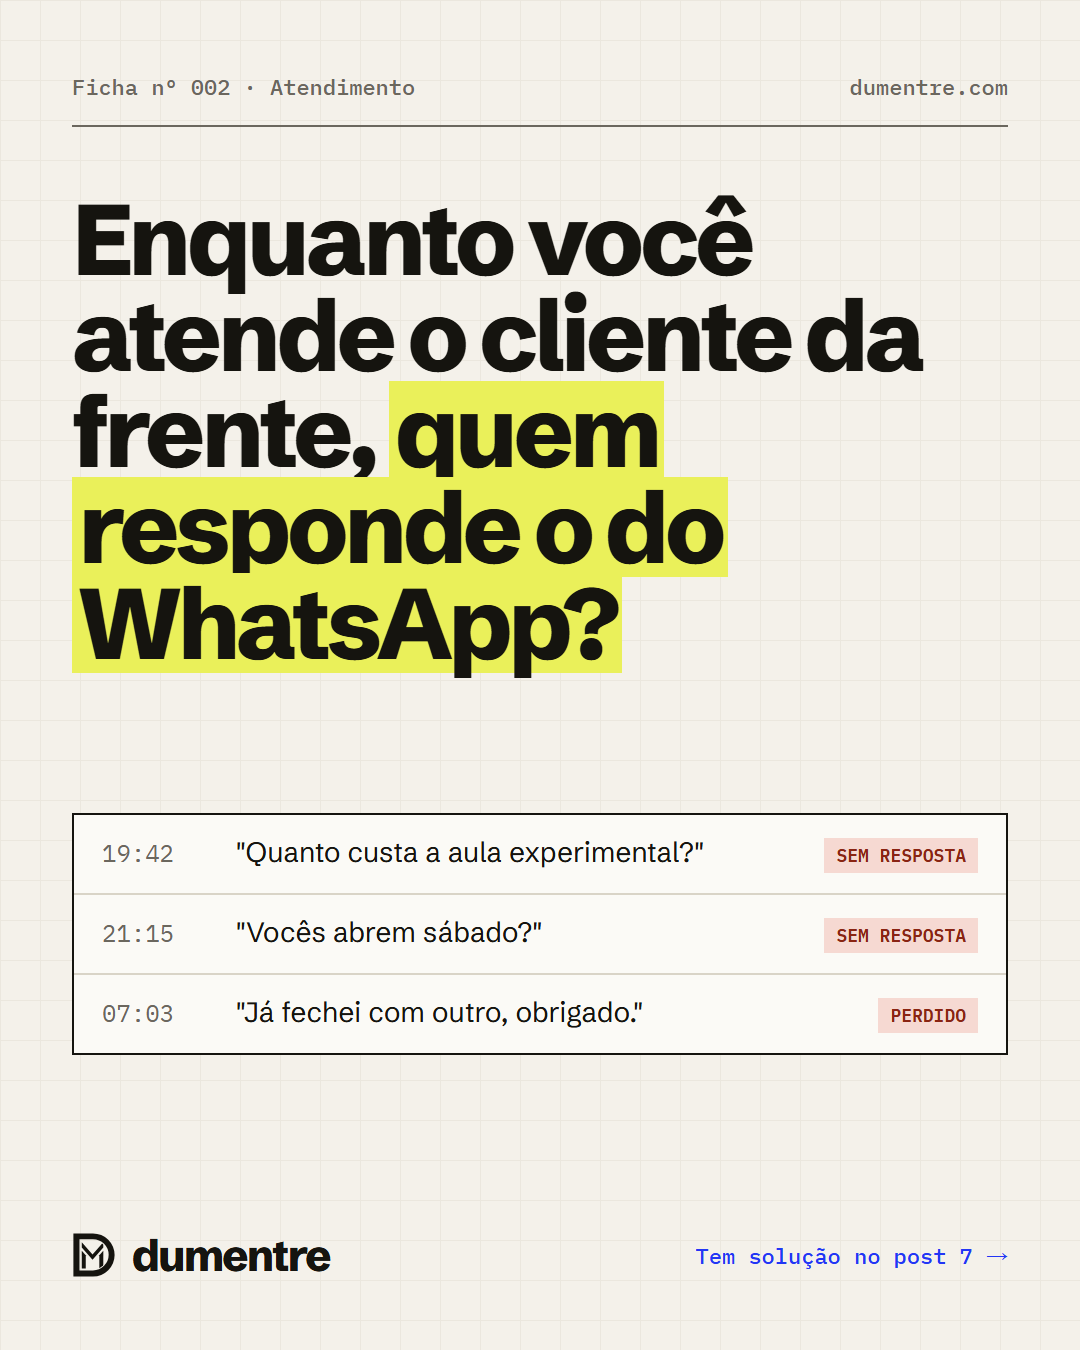 Ficha nº 002 · Atendimento
dumentre.com
Enquanto você
atende o cliente da
frente, quem
responde o do
WhatsApp?
19:42 "Quanto custa a aula experimental?" SEM RESPOSTA
21:15 "Vocês abrem sábado?" SEM RESPOSTA
07:03 "Já fechei com outro, obrigado." PERDIDO
dumentre
Tem solução no post 7 →